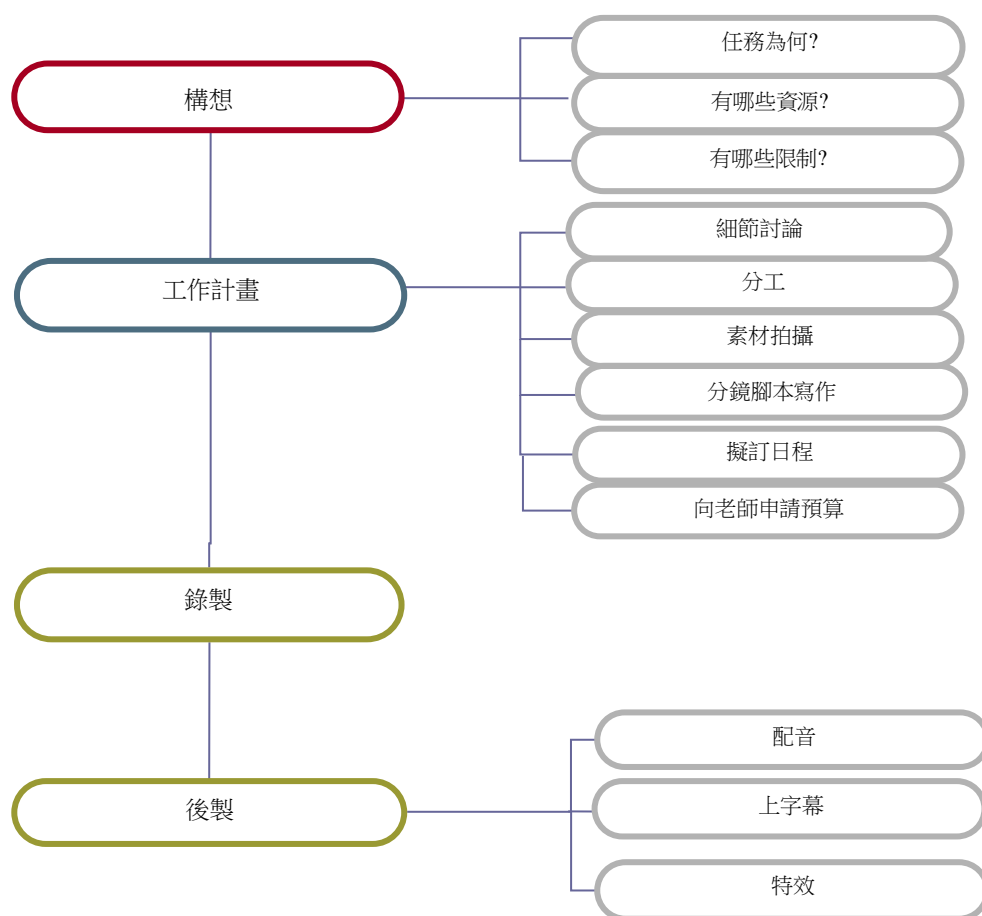 構想
任務為何?
有哪些資源?
有哪些限制?
工作計畫
細節討論
分工
素材拍攝
分鏡腳本寫作
擬訂日程
向老師申請預算
錄製
後製
配音
上字幕
特效